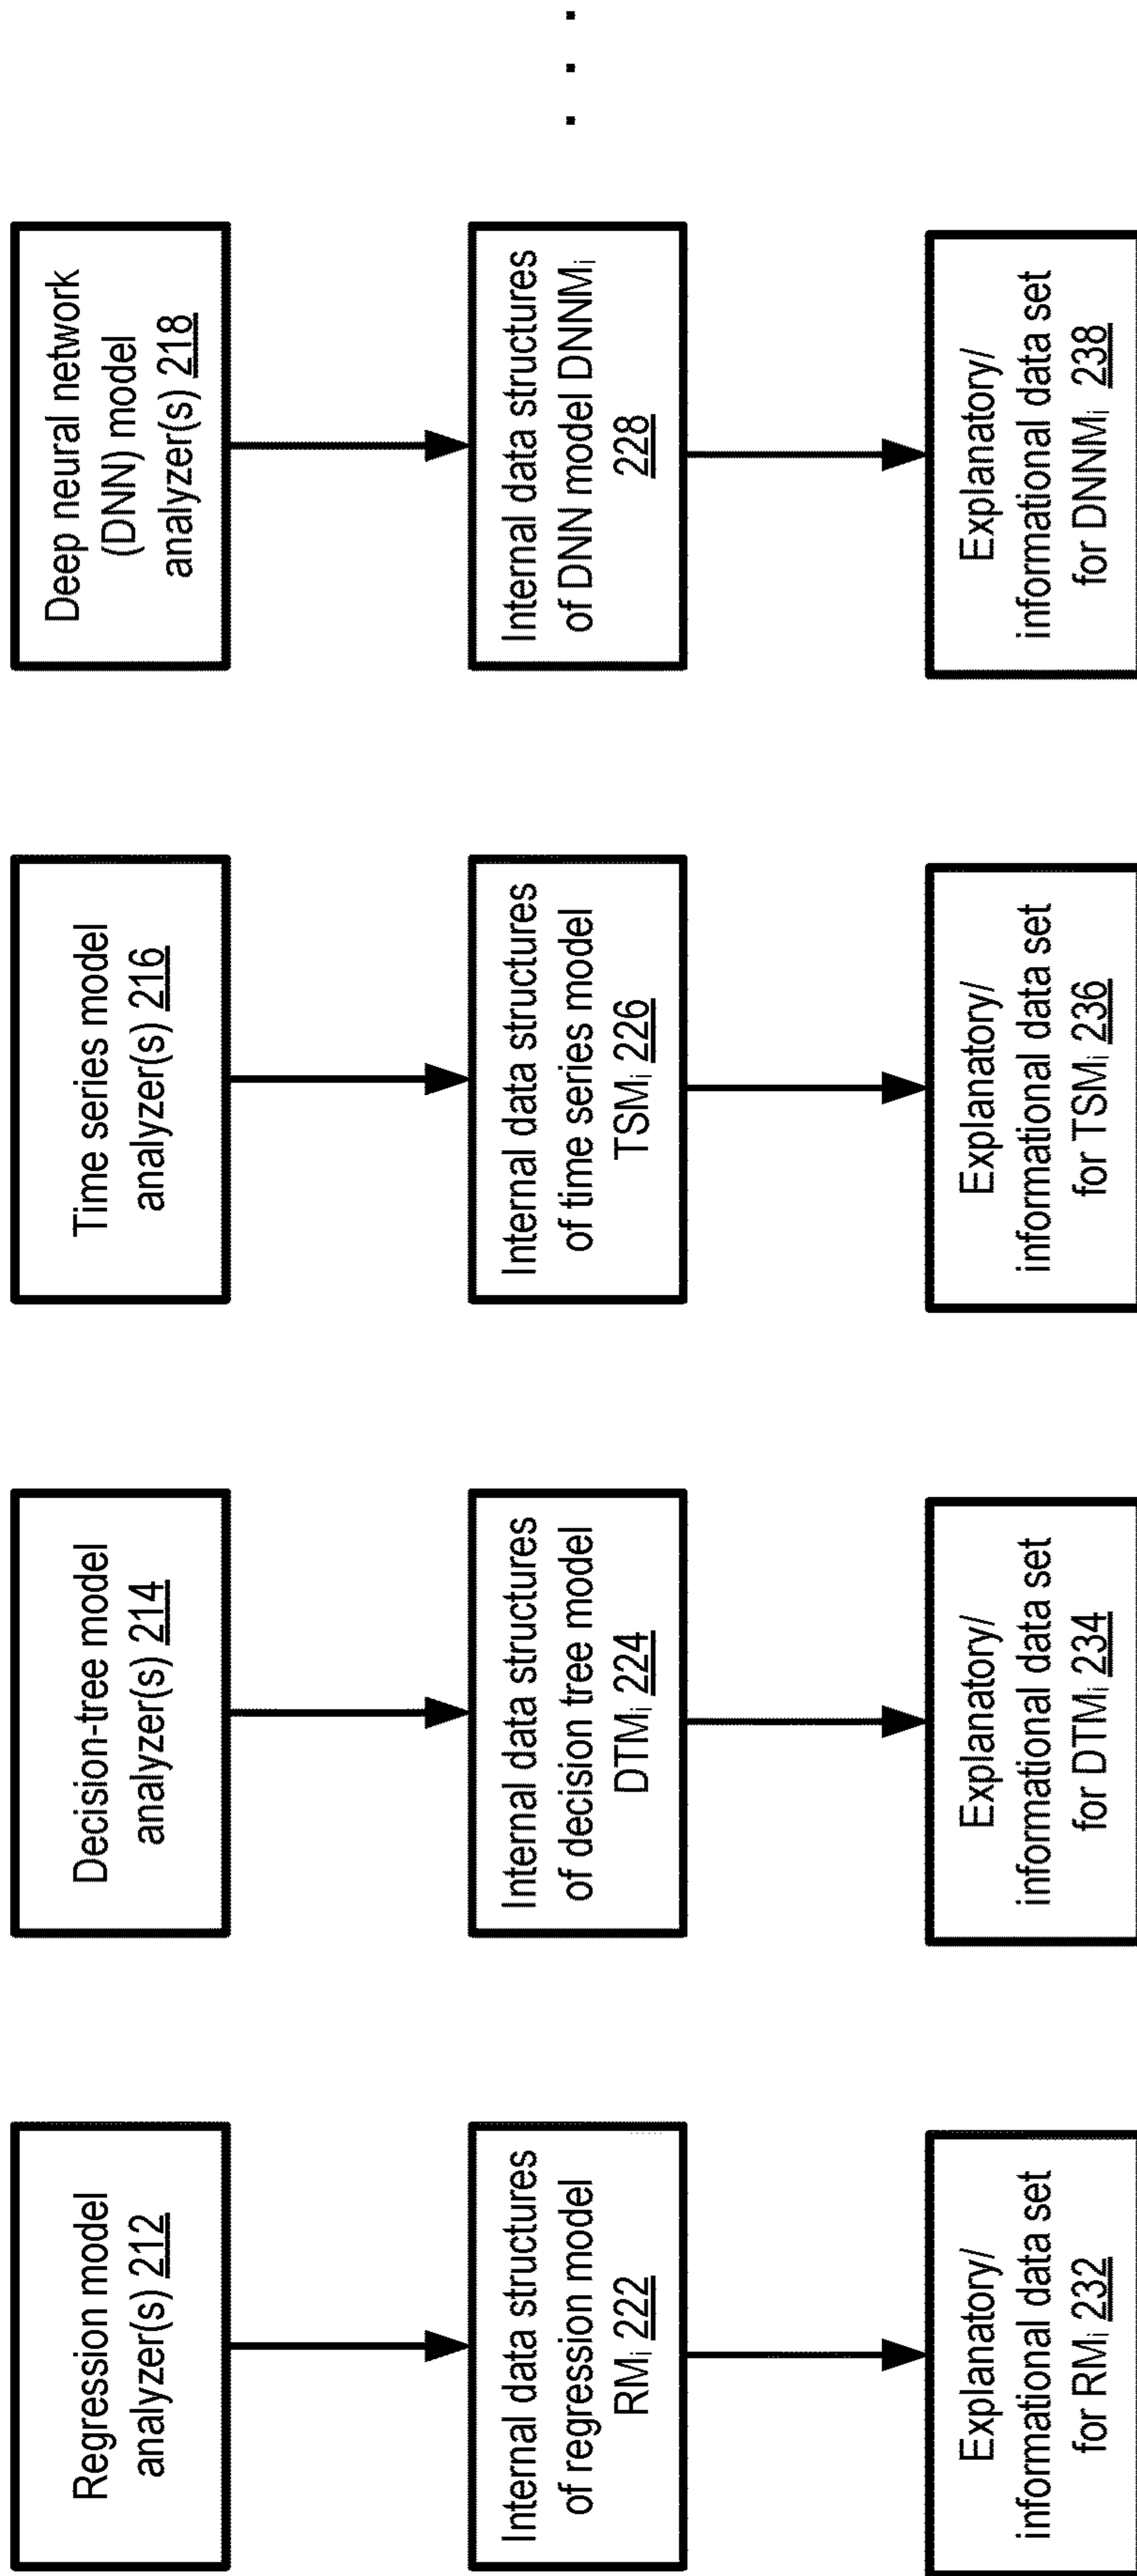 Regression model
analyzer(s) 212
Decision-tree model
analyzer(s) 214
Time series model
analyzer(s) 216
Deep neural network
(DNN) model
analyzer(s) 218
Internal data structures
of regression model
RMᵢ 222
Internal data structures
of decision tree model
DTMᵢ 224
Internal data structures
of time series model
TSMᵢ 226
Internal data structures
of DNN model DNNMᵢ
228
. . .
Explanatory/
informational data set
for RMᵢ 232
Explanatory/
informational data set
for DTMᵢ 234
Explanatory/
informational data set
for TSMᵢ 236
Explanatory/
informational data set
for DNNMᵢ 238